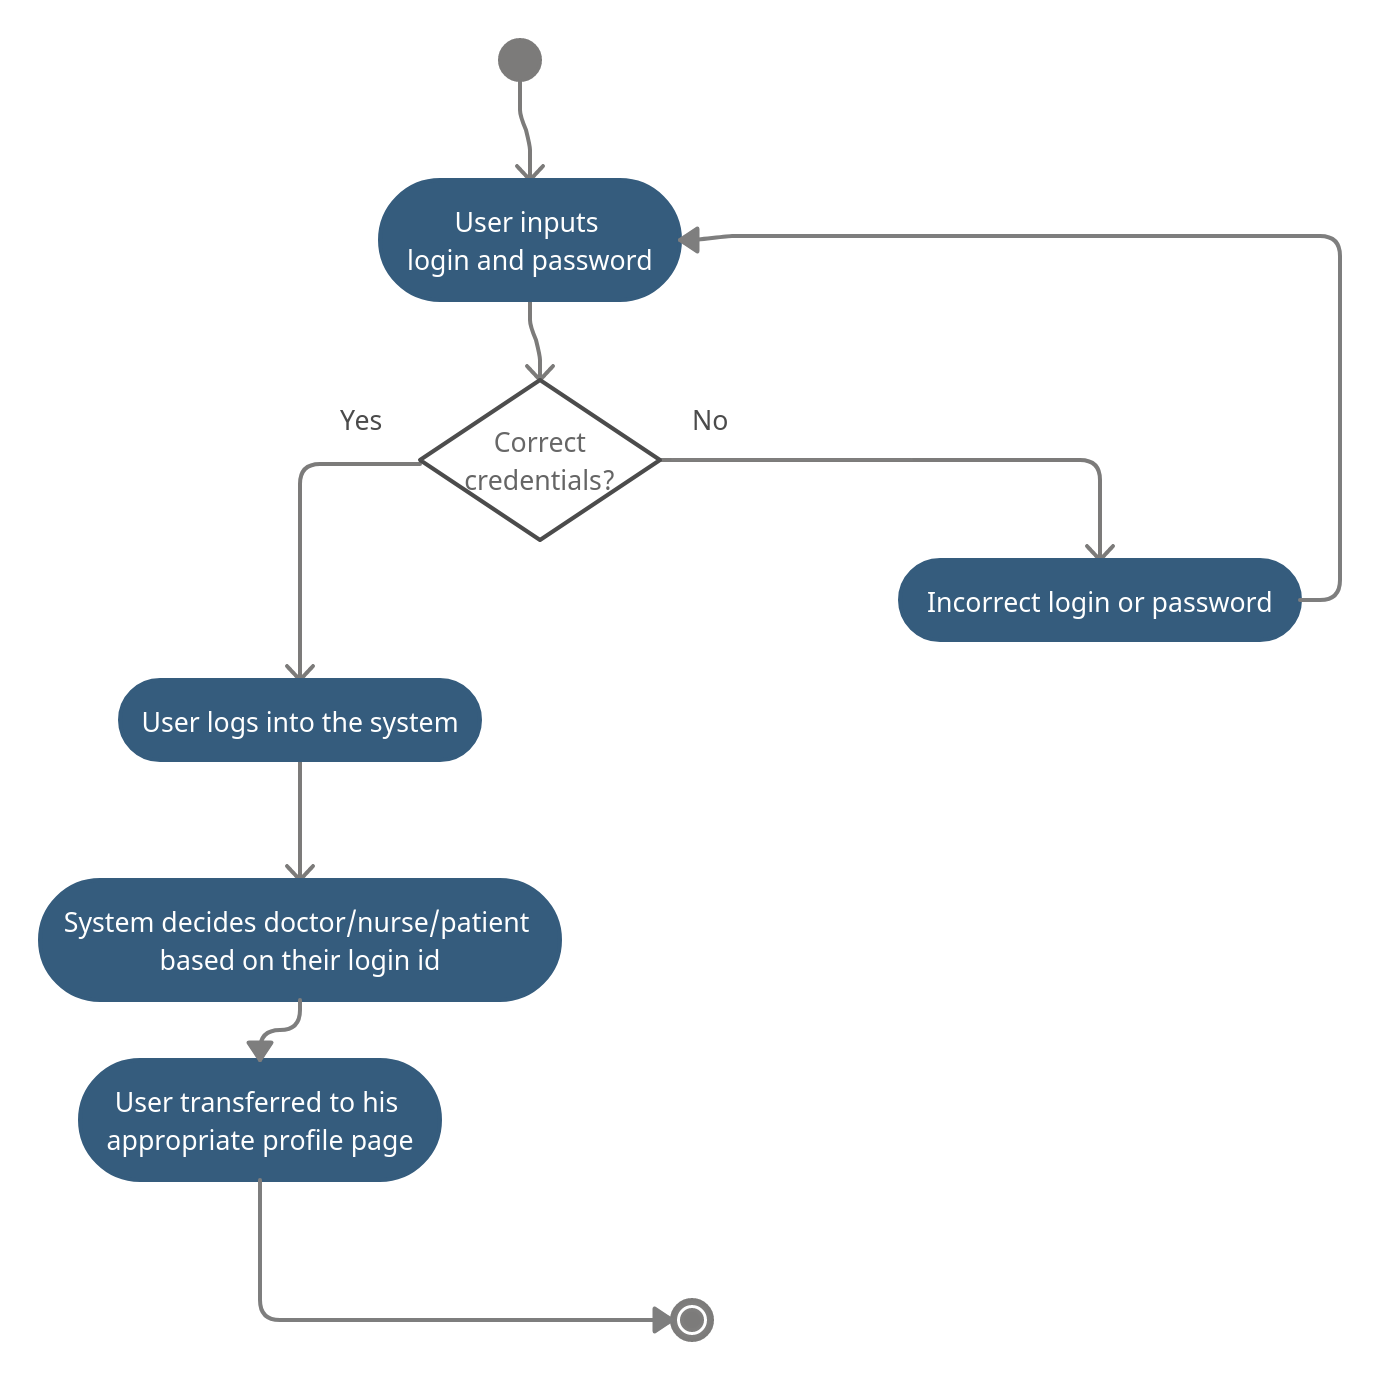 User inputs
login and password
Yes
No
Correct
credentials?
Incorrect login or password
User logs into the system
System decides doctor/nurse/patient
based on their login id
User transferred to his
appropriate profile page